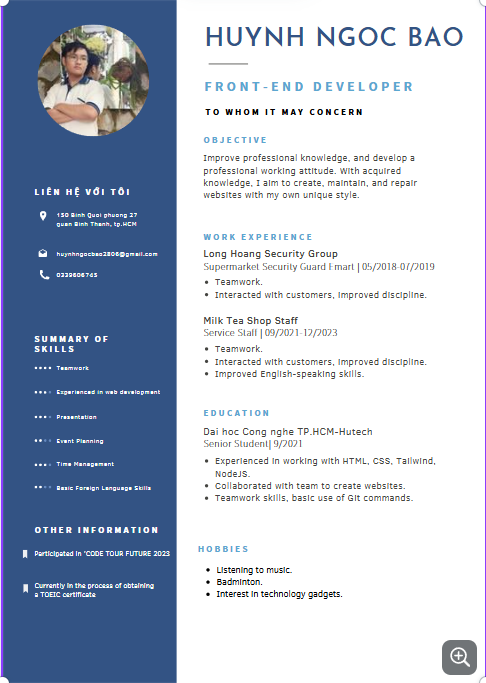 HUYNH NGOC BAO
FRONT-END DEVELOPER
TO WHOM IT MAY CONCERN
OBJECTIVE
Improve professional knowledge, and develop a
professional working attitude. With acquired
knowledge, I aim to create, maintain, and repair
websites with my own unique style.
WORK EXPERIENCE
Long Hoang Security Group
Supermarket Security Guard Emart | 05/2018-07/2019
• Teamwork.
• Interacted with customers, improved discipline.
Milk Tea Shop Staff
Service Staff | 09/2021-12/2023
• Teamwork.
• Interacted with customers, improved discipline.
• Improved English-speaking skills.
EDUCATION
Dai hoc Cong nghe TP.HCM-Hutech
Senior Student| 9/2021
• Experienced in working with HTML, CSS, Tailwind,
NodeJS.
• Collaborated with team to create websites.
• Teamwork skills, basic use of Git commands.
HOBBIES
• Listening to music.
• Badminton.
• Interest in technology gadgets.
LIÊN HỆ VỚI TÔI
150 Binh Quoi phuong 27
quan Binh Thanh, tp.HCM
huynhngocbao2806@gmail.com
0339606745
SUMMARY OF
SKILLS
Teamwork
Experienced in web development
Presentation
Event Planning
Time Management
Basic Foreign Language Skills
OTHER INFORMATION
Participated in 'CODE TOUR FUTURE 2023
Currently in the process of obtaining
a TOEIC certificate